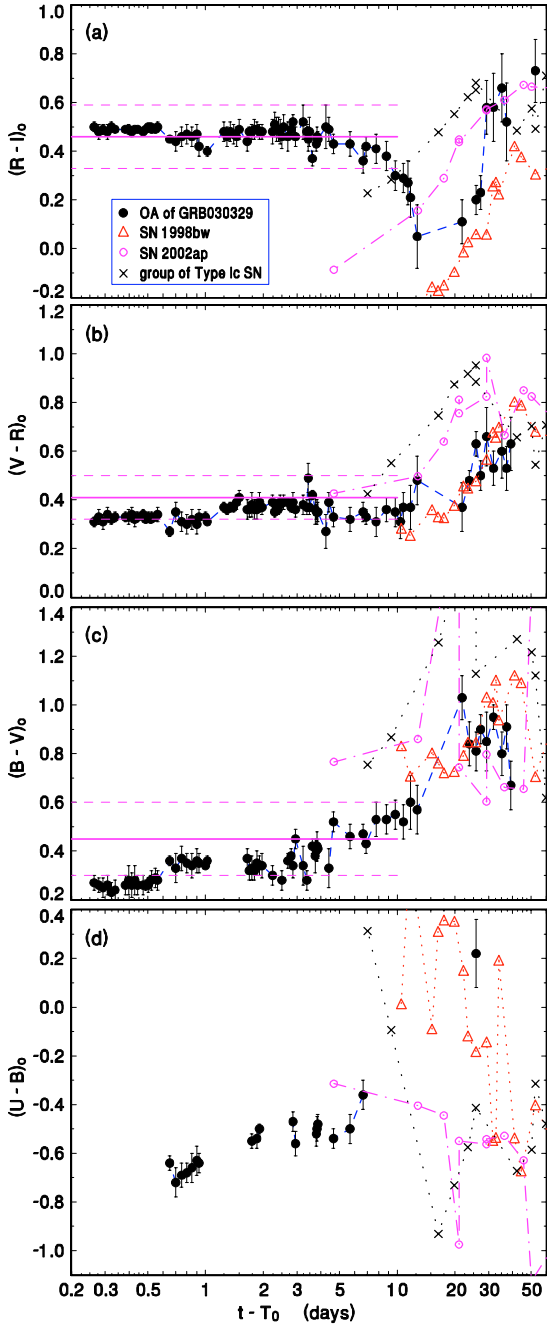 (a)
0.8
0.6
0.4
0.2
0.0
-0.2
(R - I)₀
OA of GRB030329
SN 1998bw
SN 2002ap
group of Type Ic SN
(b)
1.0
0.8
0.6
0.4
0.2
0.0
(V - R)₀
(c)
1.4
1.2
1.0
0.8
0.6
0.4
0.2
(B - V)₀
(d)
0.4
0.2
0.0
-0.2
-0.4
-0.6
-0.8
-1.0
(U - B)₀
0.2 0.3 0.5 1 2 3 5 10 20 30 50
t - T₀ (days)